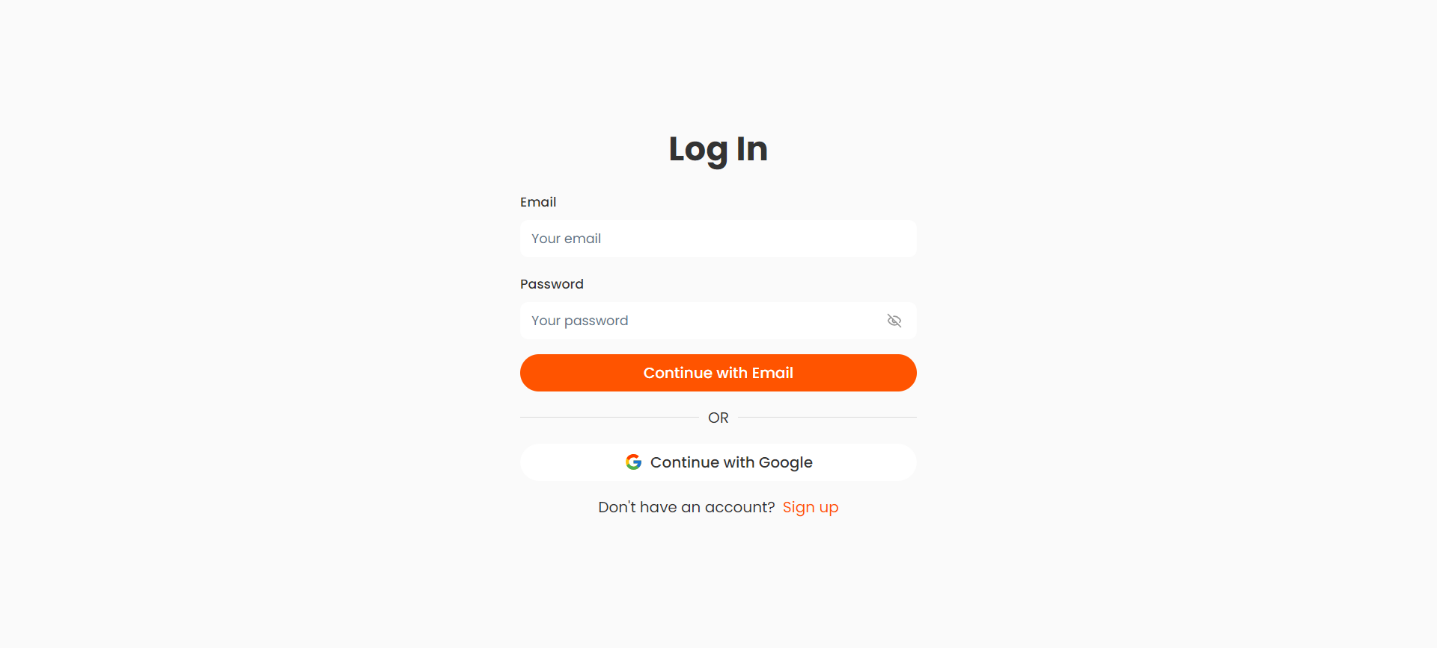 Log In
Email
Your email
Password
Your password
Continue with Email
OR
Continue with Google
Don't have an account? Sign up